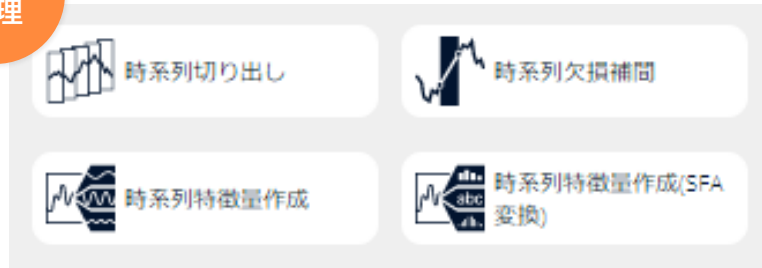 理
時系列切り出し
時系列欠損補間
時系列特徴量作成
時系列特徴量作成(SFA
変換)
abc